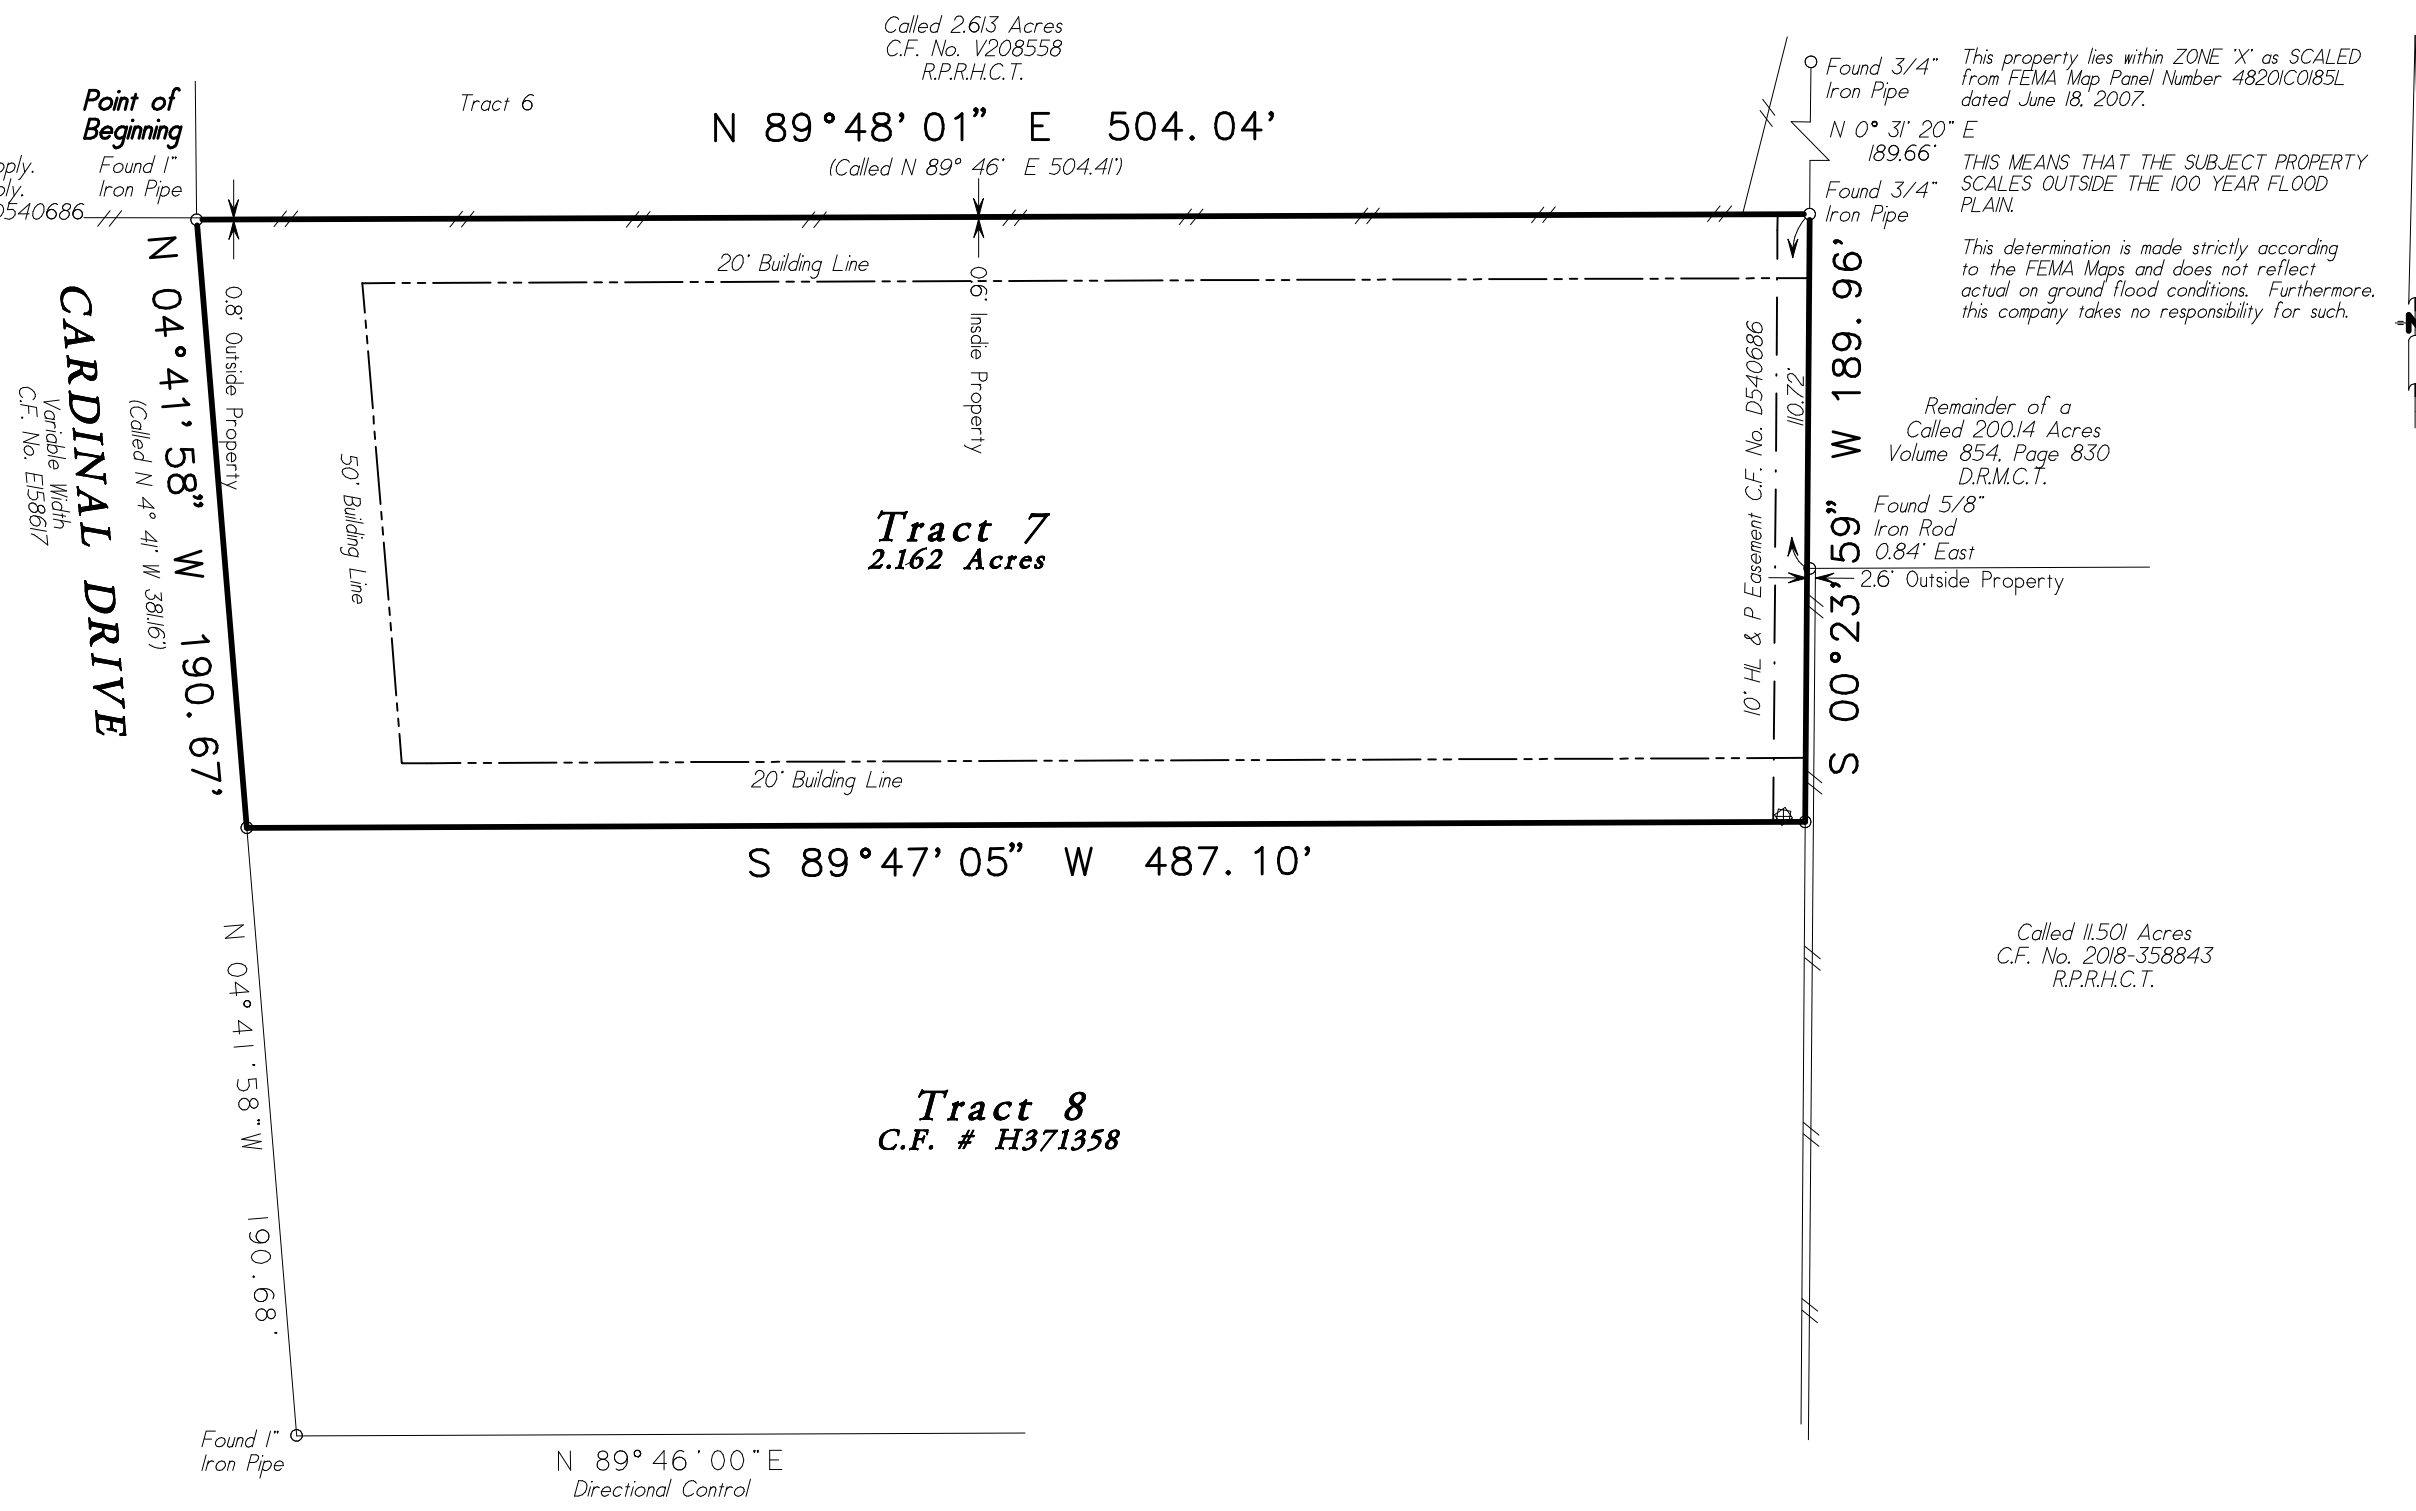 Called 2.613 Acres
C.F. No. V208558
R.P.R.H.C.T.
Point of
Beginning
Found 1"
Iron Pipe
ply.
540686
Tract 6
N 89°48'01" E 504.04'
(Called N 89° 46' E 504.41')
Found 3/4"
Iron Pipe
N 0° 31' 20" E
189.66'
Found 3/4"
Iron Pipe
This property lies within ZONE 'X' as SCALED
from FEMA Map Panel Number 48201C0185L
dated June 18, 2007.
THIS MEANS THAT THE SUBJECT PROPERTY
SCALES OUTSIDE THE 100 YEAR FLOOD
PLAIN.
This determination is made strictly according
to the FEMA Maps and does not reflect
actual on ground flood conditions. Furthermore,
this company takes no responsibility for such.
N 04°41'58" W 190.67'
(Called N 4° 41' W 381.16')
CARDINAL DRIVE
Variable Width
C.F. No. E158617
0.8' Outside Property
20' Building Line
0.6' Insdie Property
50' Building Line
Tract 7
2.162 Acres
10' HL & P Easement C.F. No. D540686
110.72'
S 00°23'59" W 189.96'
Remainder of a
Called 200.14 Acres
Volume 854, Page 830
D.R.M.C.T.
Found 5/8"
Iron Rod
0.84' East
2.6' Outside Property
20' Building Line
S 89°47'05" W 487.10'
N 04°41'58"W 190.68'
Called 11.501 Acres
C.F. No. 2018-358843
R.P.R.H.C.T.
Tract 8
C.F. # H371358
Found 1"
Iron Pipe
N 89°46'00"E
Directional Control